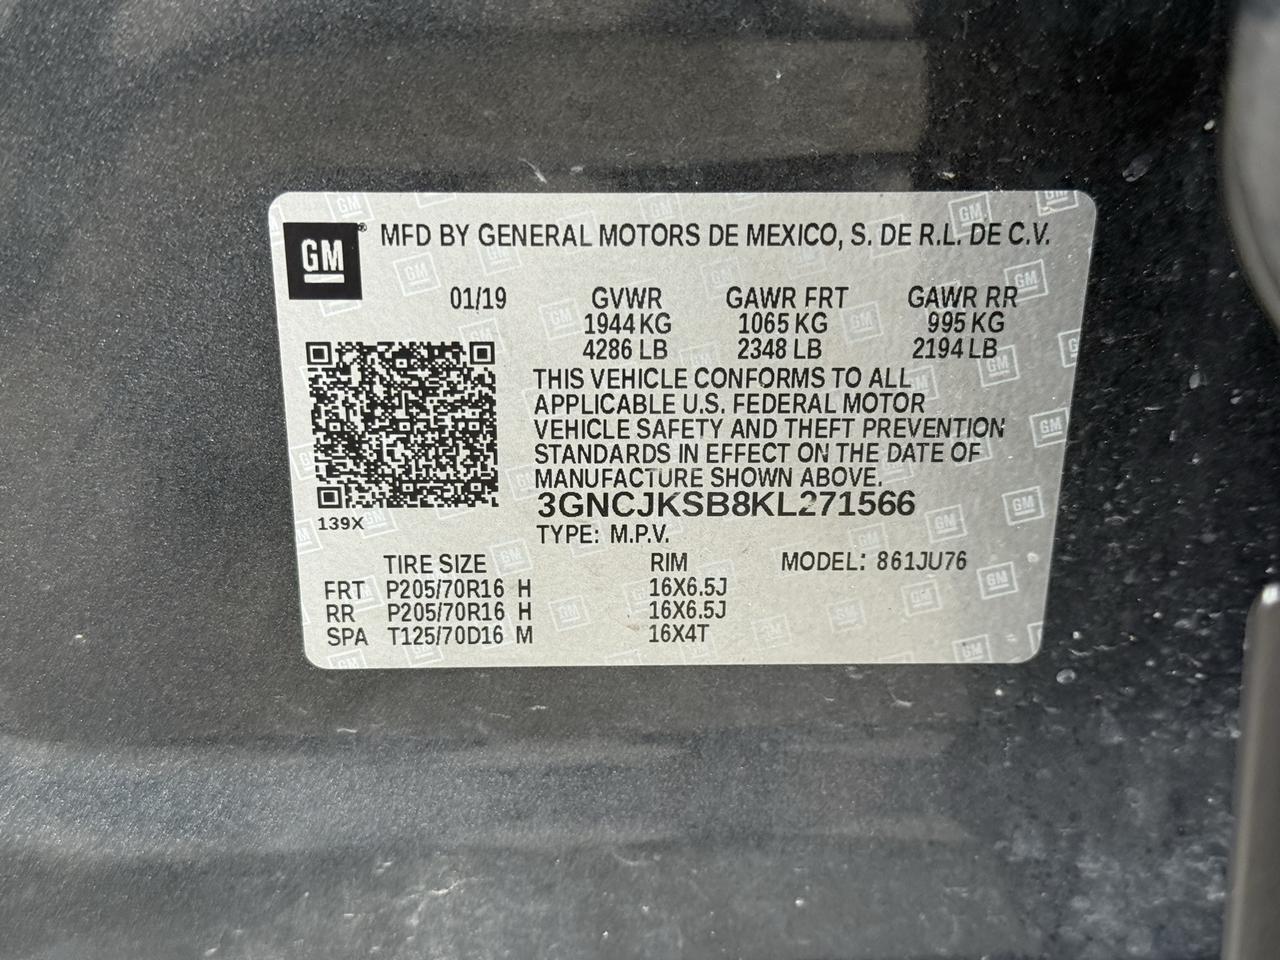 GM ® MFD BY GENERAL MOTORS DE MEXICO, S. DE R.L. DE C.V.
01/19 GVWR GAWR FRT GAWR RR
1944 KG 1065 KG 995 KG
4286 LB 2348 LB 2194 LB
THIS VEHICLE CONFORMS TO ALL
APPLICABLE U.S. FEDERAL MOTOR
VEHICLE SAFETY AND THEFT PREVENTION
STANDARDS IN EFFECT ON THE DATE OF
MANUFACTURE SHOWN ABOVE.
3GNCJKSB8KL271566
139X
TYPE: M.P.V.
TIRE SIZE RIM MODEL: 861JU76
FRT P205/70R16 H 16X6.5J
RR P205/70R16 H 16X6.5J
SPA T125/70D16 M 16X4T